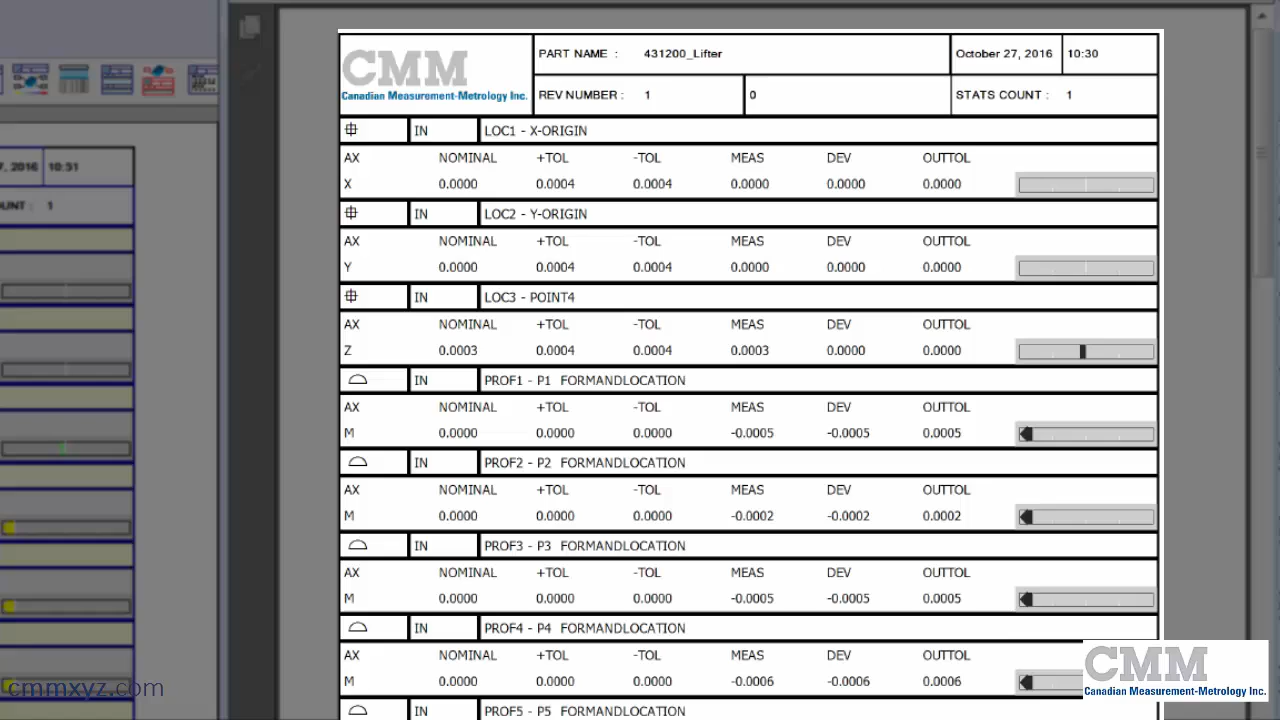 CMM
Canadian Measurement-Metrology Inc.
PART NAME : 431200_Lifter
October 27, 2016 10:30
REV NUMBER : 1 0
STATS COUNT : 1
IN LOC1 - X-ORIGIN
AX NOMINAL +TOL -TOL MEAS DEV OUTTOL
X 0.0000 0.0004 0.0004 0.0000 0.0000 0.0000
IN LOC2 - Y-ORIGIN
AX NOMINAL +TOL -TOL MEAS DEV OUTTOL
Y 0.0000 0.0004 0.0004 0.0000 0.0000 0.0000
IN LOC3 - POINT4
AX NOMINAL +TOL -TOL MEAS DEV OUTTOL
Z 0.0003 0.0004 0.0004 0.0003 0.0000 0.0000
IN PROF1 - P1 FORMANDLOCATION
AX NOMINAL +TOL -TOL MEAS DEV OUTTOL
M 0.0000 0.0000 0.0000 -0.0005 -0.0005 0.0005
IN PROF2 - P2 FORMANDLOCATION
AX NOMINAL +TOL -TOL MEAS DEV OUTTOL
M 0.0000 0.0000 0.0000 -0.0002 -0.0002 0.0002
IN PROF3 - P3 FORMANDLOCATION
AX NOMINAL +TOL -TOL MEAS DEV OUTTOL
M 0.0000 0.0000 0.0000 -0.0005 -0.0005 0.0005
IN PROF4 - P4 FORMANDLOCATION
AX NOMINAL +TOL -TOL MEAS DEV OUTTOL
M 0.0000 0.0000 0.0000 -0.0006 -0.0006 0.0006
IN PROF5 - P5 FORMANDLOCATION
7, 2016 10:31
OUNT : 1
cmmxyz.com
CMM
Canadian Measurement-Metrology Inc.